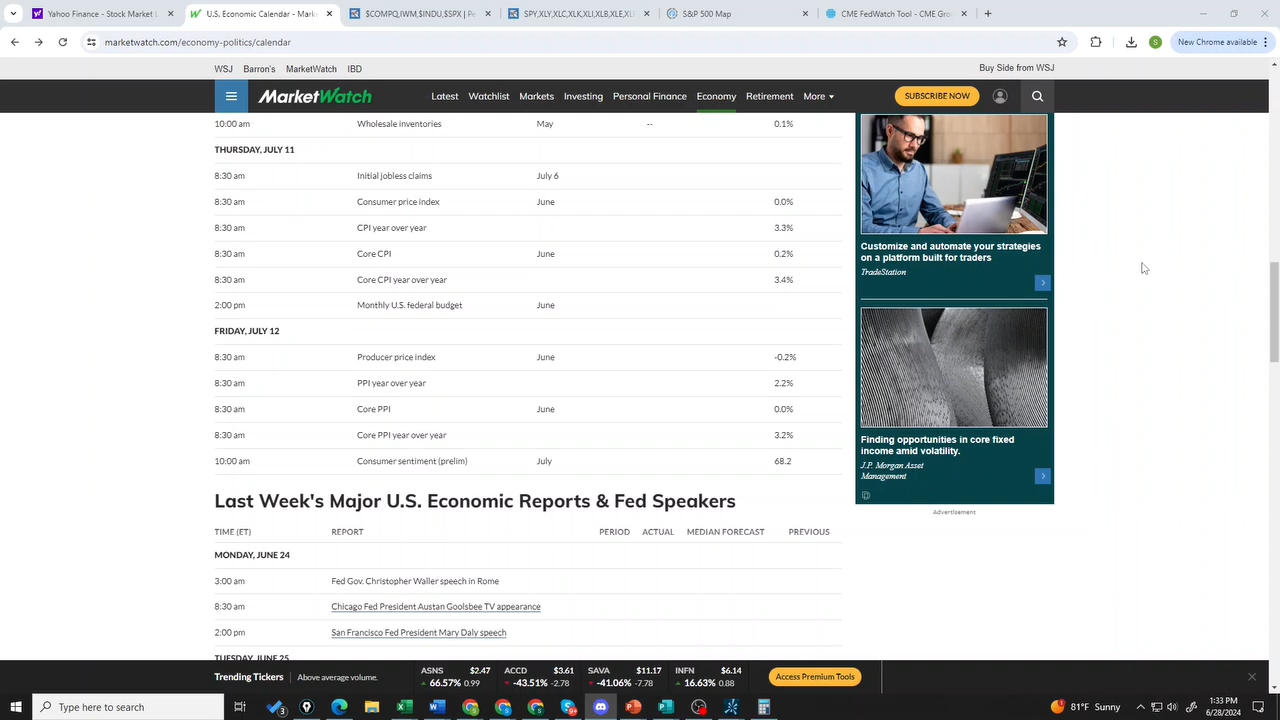 Yahoo Finance - Stock Market L
U.S. Economic Calendar - Marke
$COMPQ,IWM,$INDU,$SPX | Perf
SPY,XLY,XLC,XLK,XLI,XLB,XLE,XLF
S&P 500 Map
CME FedWatch Tool - CME Gro
marketwatch.com/economy-politics/calendar
S
New Chrome available
WSJ Barron's MarketWatch IBD
Buy Side from WSJ
MarketWatch
Latest Watchlist Markets Investing Personal Finance Economy Retirement More
SUBSCRIBE NOW
10:00 am Wholesale inventories May -- 0.1%
THURSDAY, JULY 11
8:30 am Initial jobless claims July 6
8:30 am Consumer price index June 0.0%
8:30 am CPI year over year 3.3%
8:30 am Core CPI June 0.2%
8:30 am Core CPI year over year 3.4%
2:00 pm Monthly U.S. federal budget June
FRIDAY, JULY 12
8:30 am Producer price index June -0.2%
8:30 am PPI year over year 2.2%
8:30 am Core PPI June 0.0%
8:30 am Core PPI year over year 3.2%
10:00 am Consumer sentiment (prelim) July 68.2
Customize and automate your strategies
on a platform built for traders
TradeStation
Finding opportunities in core fixed
income amid volatility.
J.P. Morgan Asset
Management
Advertisement
Last Week's Major U.S. Economic Reports & Fed Speakers
TIME (ET) REPORT PERIOD ACTUAL MEDIAN FORECAST PREVIOUS
MONDAY, JUNE 24
3:00 am Fed Gov. Christopher Waller speech in Rome
8:30 am Chicago Fed President Austan Goolsbee TV appearance
2:00 pm San Francisco Fed President Mary Daly speech
TUESDAY, JUNE 25
Trending Tickers | Above average volume.
ASNS $2.47
66.57% 0.99
ACCD $3.61
-43.51% -2.78
SAVA $11.17
-41.06% -7.78
INFN $6.14
16.63% 0.88
Access Premium Tools
Type here to search
3
81°F Sunny
1:33 PM
6/28/2024